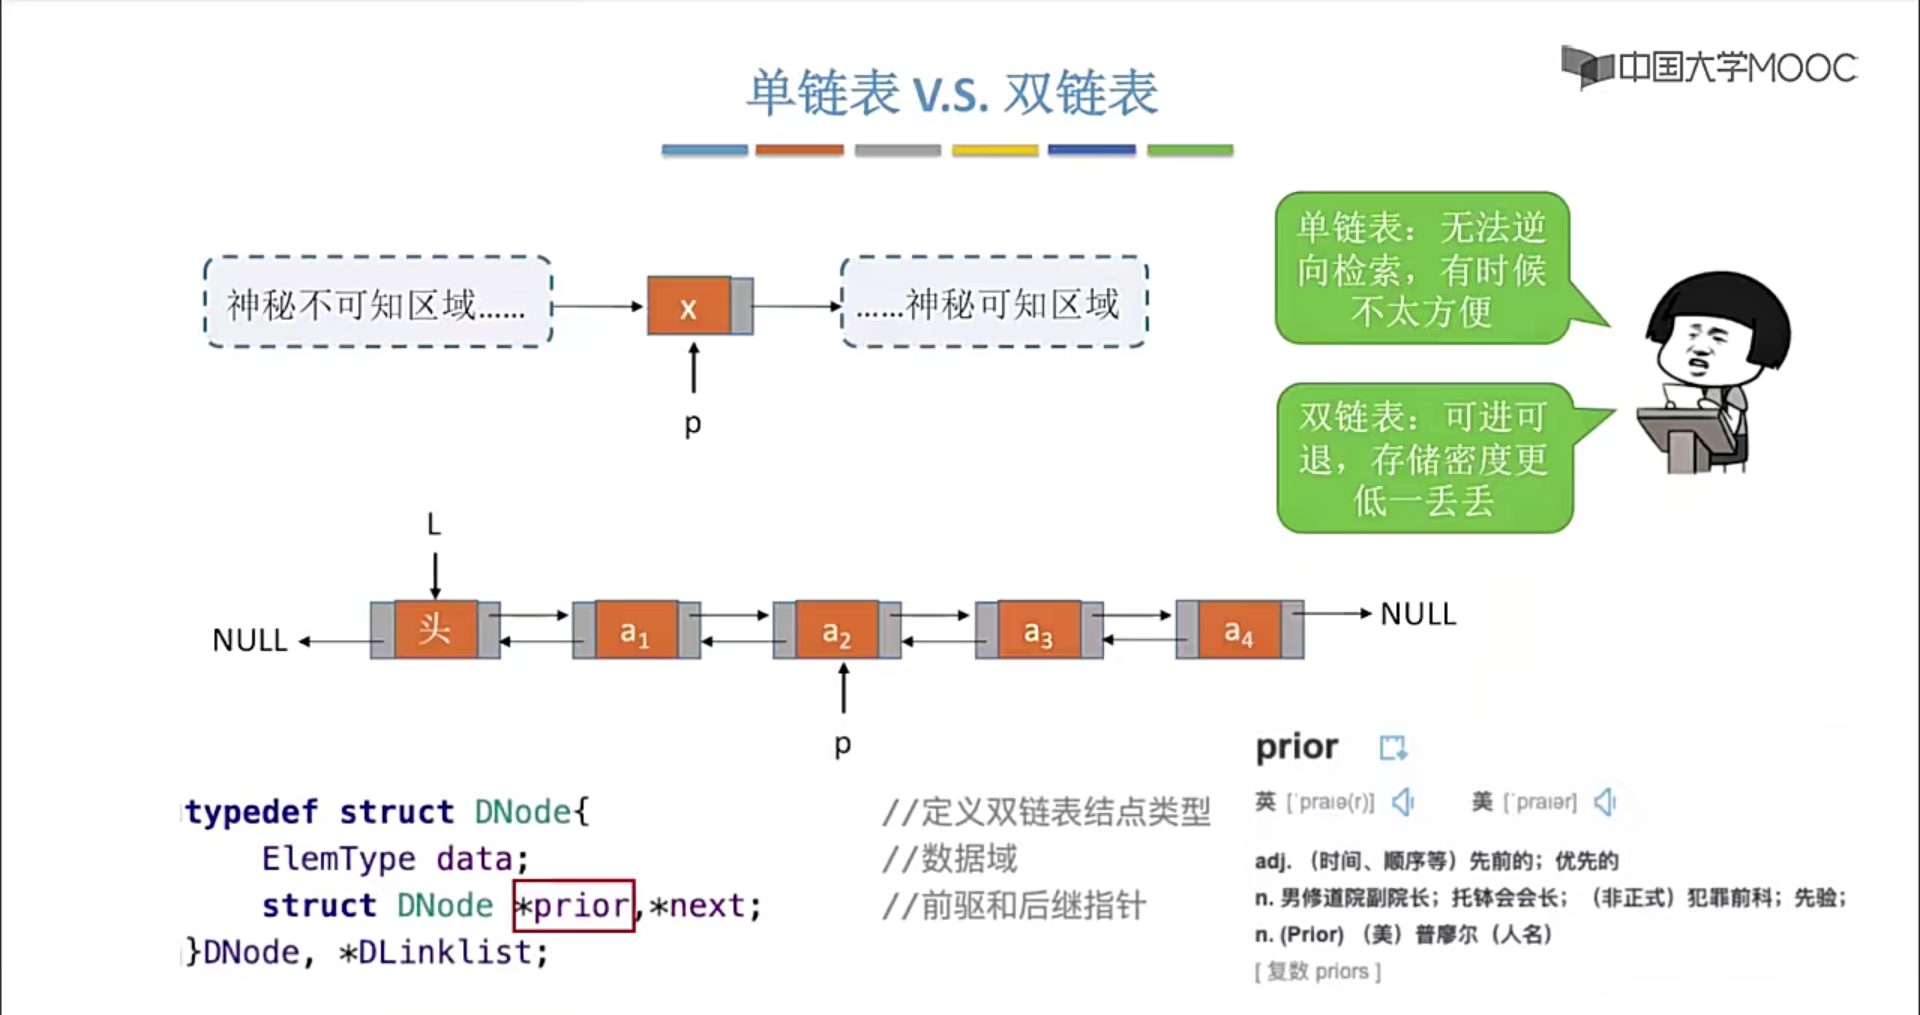 中国大学MOOC
单链表 V.S. 双链表
神秘不可知区域......
x
......神秘可知区域
p
单链表：无法逆
向检索，有时候
不太方便
双链表：可进可
退，存储密度更
低一丢丢
L
NULL
头
a1
a2
a3
a4
NULL
p
typedef struct DNode{ //定义双链表结点类型
ElemType data; //数据域
struct DNode *prior,*next; //前驱和后继指针
}DNode, *DLinklist;
prior
英 [ˈpraɪə(r)] 美 [ˈpraɪər]
adj. （时间、顺序等）先前的；优先的
n. 男修道院副院长；托钵会会长；（非正式）犯罪前科；先验；
n. (Prior) （美）普廖尔（人名）
[ 复数 priors ]